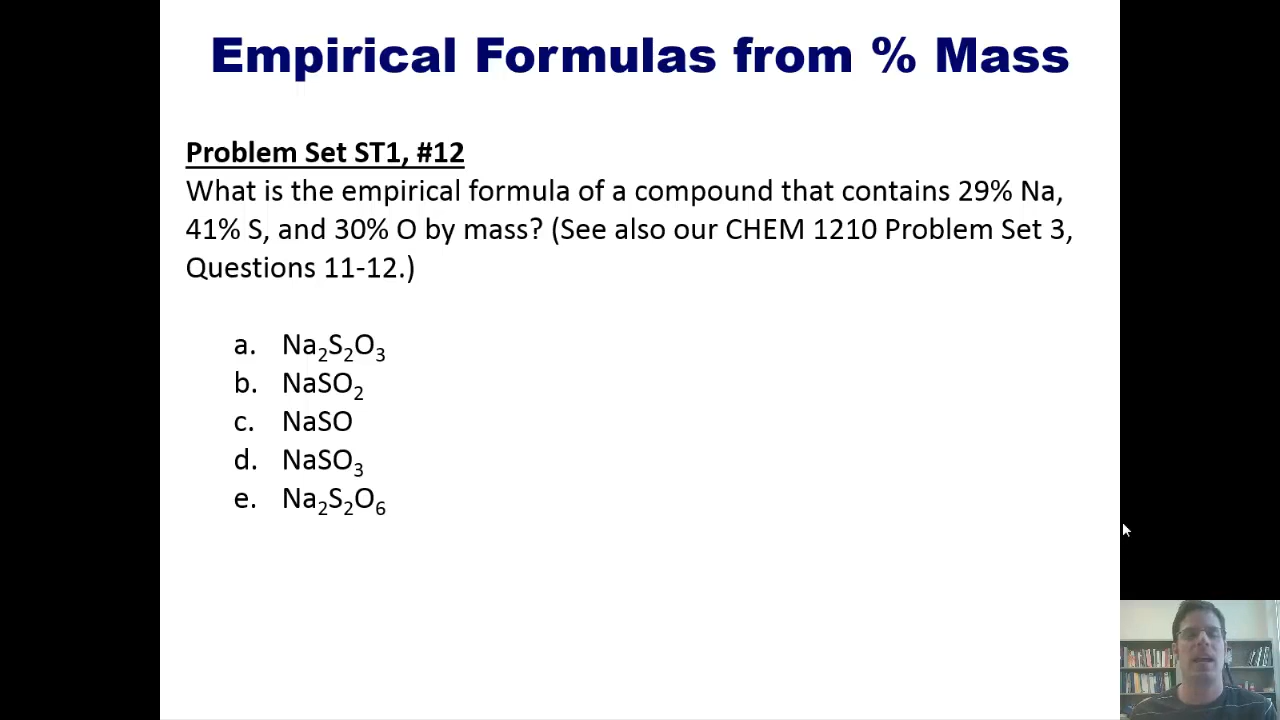 Empirical Formulas from % Mass
Problem Set ST1, #12
What is the empirical formula of a compound that contains 29% Na,
41% S, and 30% O by mass? (See also our CHEM 1210 Problem Set 3,
Questions 11-12.)
a. Na₂S₂O₃
b. NaSO₂
c. NaSO
d. NaSO₃
e. Na₂S₂O₆